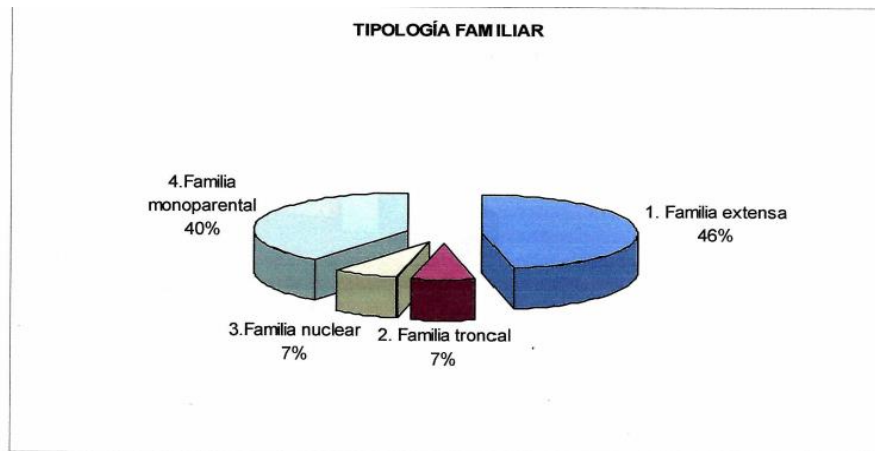 TIPOLOGÍA FAMILIAR
4.Familia
monoparental
40%
1. Familia extensa
46%
3.Familia nuclear
7%
2. Familia troncal
7%